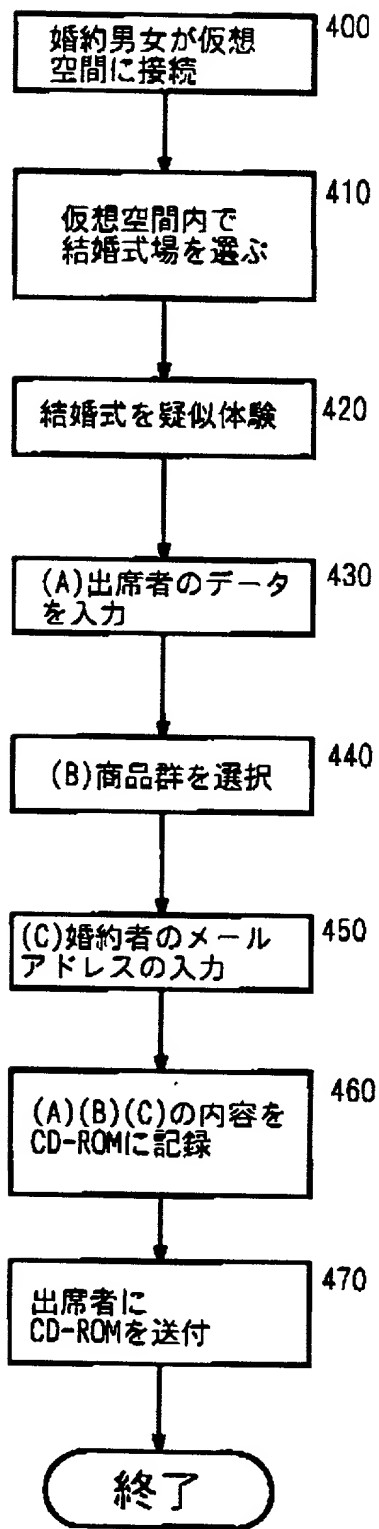 400
婚約男女が仮想
空間に接続
410
仮想空間内で
結婚式場を選ぶ
420
結婚式を疑似体験
430
(A)出席者のデータ
を入力
440
(B)商品群を選択
450
(C)婚約者のメール
アドレスの入力
460
(A)(B)(C)の内容を
CD-ROMに記録
470
出席者に
CD-ROMを送付
終了